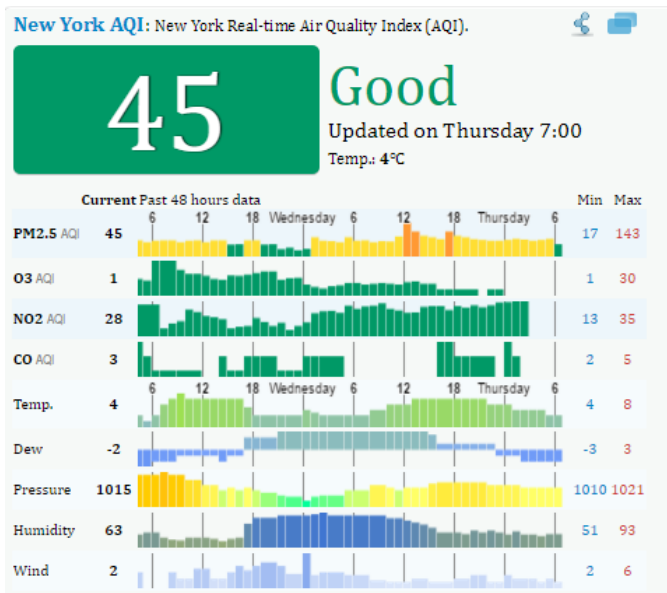 New York AQI: New York Real-time Air Quality Index (AQI).
45
Good
Updated on Thursday 7:00
Temp.: 4°C
Current Past 48 hours data Min Max
6 12 18 Wednesday 6 12 18 Thursday 6
PM2.5 AQI 45 17 143
O3 AQI 1 1 30
NO2 AQI 28 13 35
CO AQI 3 2 5
6 12 18 Wednesday 6 12 18 Thursday 6
Temp. 4 4 8
Dew -2 -3 3
Pressure 1015 1010 1021
Humidity 63 51 93
Wind 2 2 6